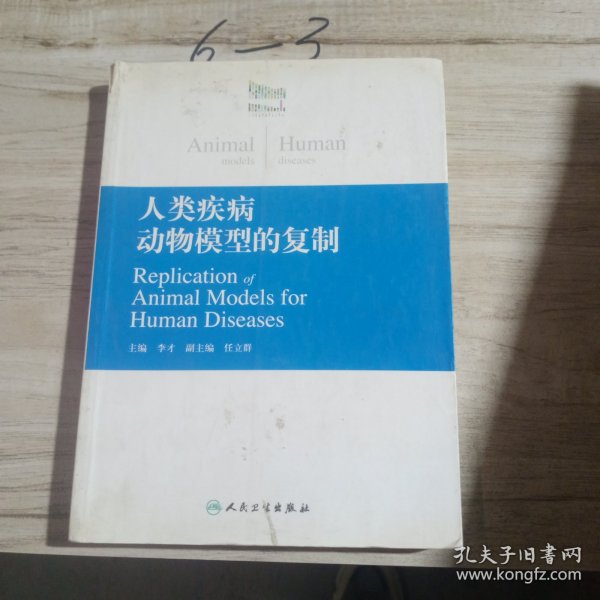 6-3
Animal Human
models diseases
人类疾病
动物模型的复制
Replication of
Animal Models for
Human Diseases
主编 李才 副主编 任立群
人民卫生出版社
孔夫子旧书网
www.kongfz.com